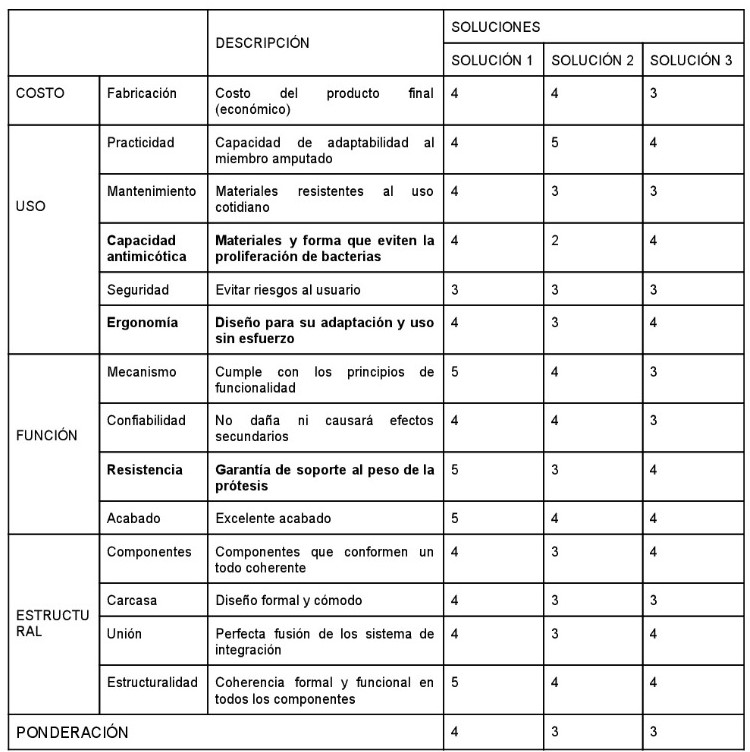 DESCRIPCIÓN SOLUCIONES
SOLUCIÓN 1 SOLUCIÓN 2 SOLUCIÓN 3
COSTO Fabricación Costo del producto final 4 4 3
(económico)
USO Practicidad Capacidad de adaptabilidad al 4 5 4
miembro amputado
Mantenimiento Materiales resistentes al uso 4 3 3
cotidiano
Capacidad Materiales y forma que eviten la 4 2 4
antimicótica proliferación de bacterias
Seguridad Evitar riesgos al usuario 3 3 3
Ergonomía Diseño para su adaptación y uso 4 3 4
sin esfuerzo
FUNCIÓN Mecanismo Cumple con los principios de 5 4 3
funcionalidad
Confiabilidad No daña ni causará efectos 4 4 3
secundarios
Resistencia Garantía de soporte al peso de la 5 3 4
prótesis
Acabado Excelente acabado 5 4 4
ESTRUCTU
RAL Componentes Componentes que conformen un 4 3 4
todo coherente
Carcasa Diseño formal y cómodo 4 3 3
Unión Perfecta fusión de los sistema de 4 3 4
integración
Estructuralidad Coherencia formal y funcional en 5 4 4
todos los componentes
PONDERACIÓN 4 3 3